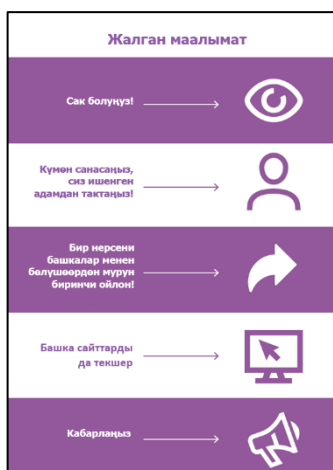 Жалган маалымат
Сак болуңуз!
Күмөн санасаңыз,
сиз ишенген
адамдан тактаңыз!
Бир нерсени
башкалар менен
бөлүшөөрдөн мурун
биринчи ойлон!
Башка сайттарды
да текшер
Кабарлаңыз